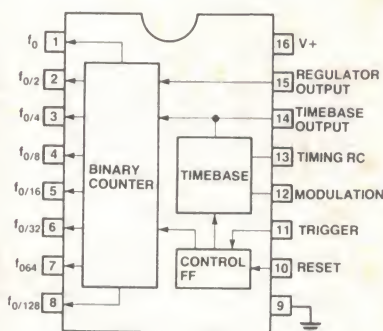 f0 1
f0/2 2
f0/4 3
f0/8 4
f0/16 5
f0/32 6
f064 7
f0/128 8
BINARY
COUNTER
TIMEBASE
CONTROL
FF
16 V+
15 REGULATOR
OUTPUT
14 TIMEBASE
OUTPUT
13 TIMING RC
12 MODULATION
11 TRIGGER
10 RESET
9